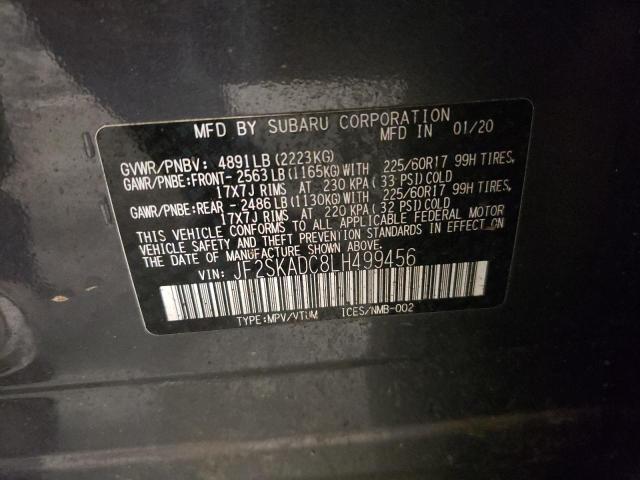 MFD BY SUBARU CORPORATION
MFD IN 01/20
GVWR/PNBV: 4891LB(2223KG)
GAWR/PNBE:FRONT- 2563LB(1165KG)WITH 225/60R17 99H TIRES,
17X7J RIMS AT 230 KPA(33 PSI)COLD
GAWR/PNBE:REAR - 2486LB(1130KG)WITH 225/60R17 99H TIRES,
17X7J RIMS AT 220 KPA(32 PSI)COLD
THIS VEHICLE CONFORMS TO ALL APPLICABLE FEDERAL MOTOR
VEHICLE SAFETY AND THEFT PREVENTION STANDARDS IN EFFECT ON
THE DATE OF MANUFACTURE SHOWN ABOVE.
VIN: JF2SKADC8LH499456
TYPE:MPV/VTUM ICES/NMB-002